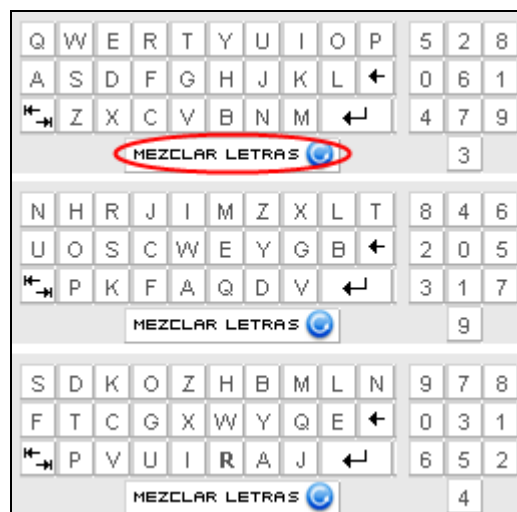 Q W E R T Y U I O P 5 2 8
A S D F G H J K L 0 6 1
Z X C V B N M 4 7 9
MEZCLAR LETRAS 3
N H R J I M Z X L T 8 4 6
U O S C W E Y G B 2 0 5
P K F A Q D V 3 1 7
MEZCLAR LETRAS 9
S D K O Z H B M L N 9 7 8
F T C G X W Y Q E 0 3 1
P V U I R A J 6 5 2
MEZCLAR LETRAS 4